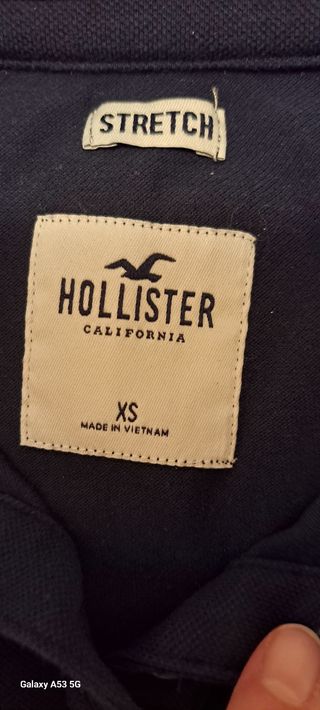 STRETCH
HOLLISTER
CALIFORNIA
XS
MADE IN VIETNAM
Galaxy A53 5G